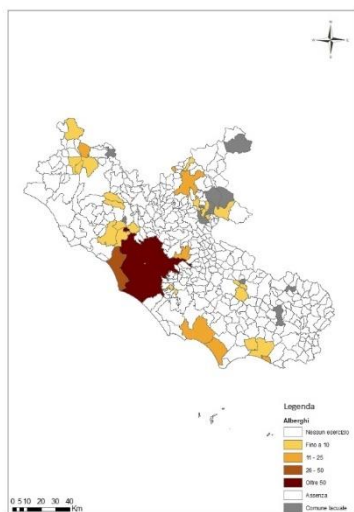 N
Legenda
Alberghi
Nessun esercizio
Fino a 10
11 - 25
26 - 50
Oltre 50
Assenza
Comune lacuale
0 5 10 20 30 40
Km